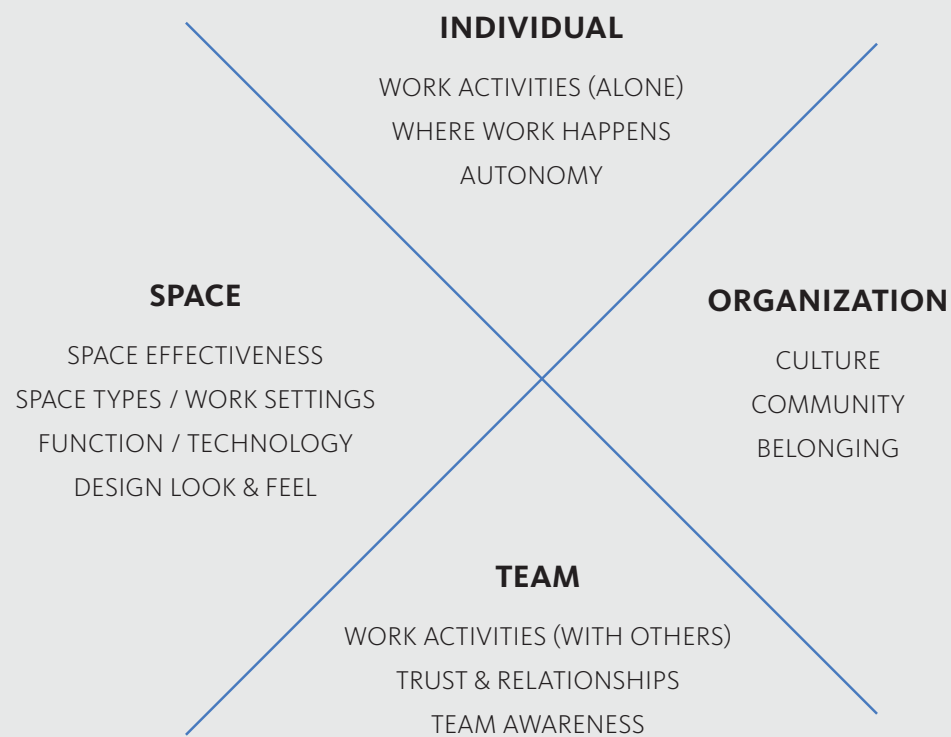 INDIVIDUAL
WORK ACTIVITIES (ALONE)
WHERE WORK HAPPENS
AUTONOMY
SPACE
SPACE EFFECTIVENESS
SPACE TYPES / WORK SETTINGS
FUNCTION / TECHNOLOGY
DESIGN LOOK & FEEL
ORGANIZATION
CULTURE
COMMUNITY
BELONGING
TEAM
WORK ACTIVITIES (WITH OTHERS)
TRUST & RELATIONSHIPS
TEAM AWARENESS